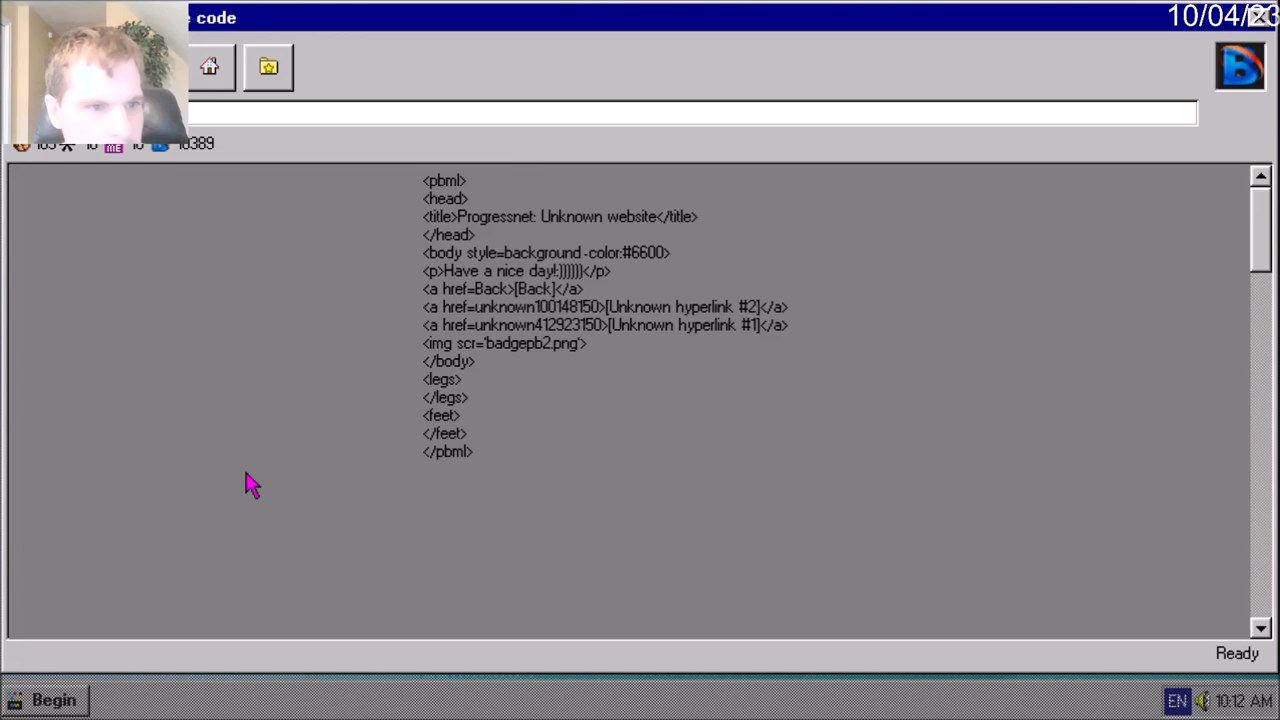 code
10/04/23
<pbml>
<head>
<title>Progressnet: Unknown website</title>
</head>
<body style=background-color:#6600>
<p>Have a nice day!:))))))</p>
<a href=Back>[Back]</a>
<a href=unknown100148150>[Unknown hyperlink #2]</a>
<a href=unknown412923150>[Unknown hyperlink #1]</a>
<img scr='badgepb2.png'>
</body>
<legs>
</legs>
<feet>
</feet>
</pbml>
Ready
Begin
EN 10:12 AM